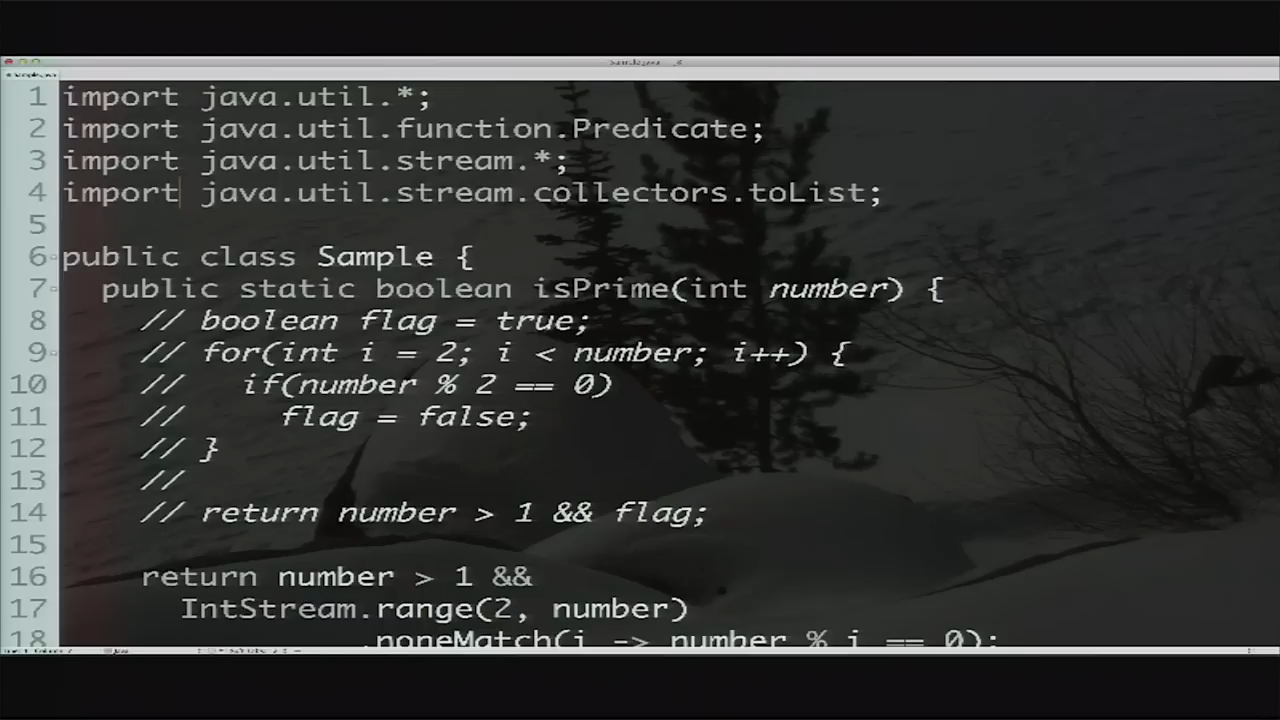 1 import java.util.*;
2 import java.util.function.Predicate;
3 import java.util.stream.*;
4 import java.util.stream.collectors.toList;
5
6 public class Sample {
7 public static boolean isPrime(int number) {
8 // boolean flag = true;
9 // for(int i = 2; i < number; i++) {
10 // if(number % 2 == 0)
11 // flag = false;
12 // }
13 //
14 // return number > 1 && flag;
15
16 return number > 1 &&
17 IntStream.range(2, number)
18 .noneMatch(i -> number % i == 0);